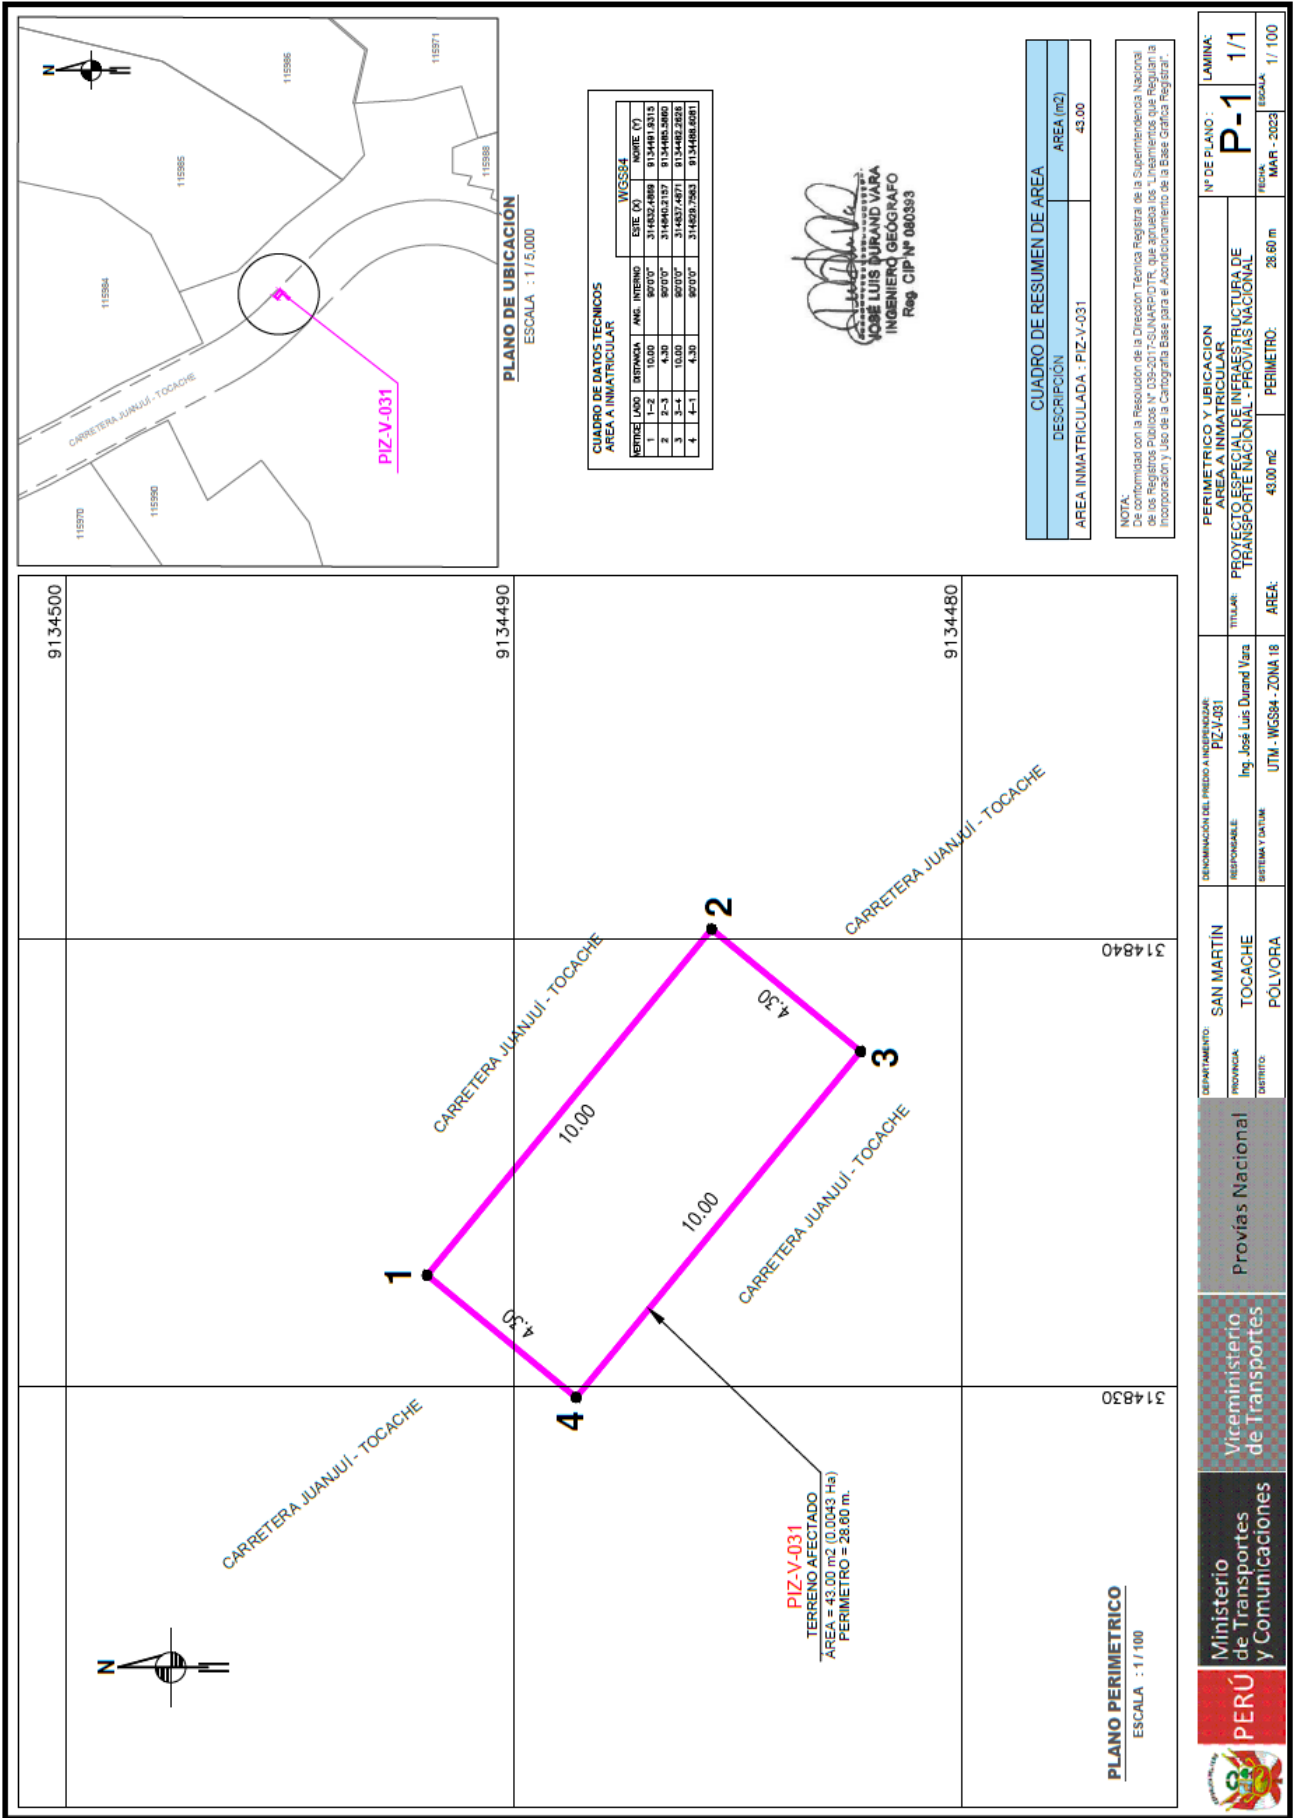 9134500
9134490
9134480
314840
314830
N
CARRETERA JUANJUÍ - TOCACHE
CARRETERA JUANJUÍ - TOCACHE
CARRETERA JUANJUÍ - TOCACHE
CARRETERA JUANJUÍ - TOCACHE
1
2
3
4
10.00
4.30
10.00
4.30
PIZ-V-031
TERRENO AFECTADO
ÁREA = 43.00 m2 (0.0043 Ha)
PERIMETRO = 28.60 m.
PLANO PERIMETRICO
ESCALA : 1 / 100
N
115986
115971
115985
115988
115984
CARRETERA JUANJUÍ - TOCACHE
115970
115990
PIZ-V-031
PLANO DE UBICACIÓN
ESCALA : 1 / 5,000
CUADRO DE DATOS TECNICOS
AREA A INMATRICULAR
WGS84
VERTICE LADO DISTANCIA ANG. INTERNO ESTE (X) NORTE (Y)
1 1-2 10.00 90°0'0" 314832.4869 9134491.9315
2 2-3 4.30 90°0'0" 314840.2157 9134485.5860
3 3-4 10.00 90°0'0" 314837.4871 9134482.2626
4 4-1 4.30 90°0'0" 314829.7583 9134488.6081
JOSÉ LUIS DURAND VARA
INGENIERO GEÓGRAFO
Reg. CIP N° 080393
CUADRO DE RESUMEN DE AREA
DESCRIPCIÓN AREA (m2)
AREA INMATRICULADA : PIZ-V-031 43.00
NOTA:
De conformidad con la Resolución de la Dirección Técnica Registral de la Superintendencia Nacional
de los Registros Públicos N° 039-2017-SUNARP/DTR, que aprueba los "Lineamientos que Regulan la
Incorporación y Uso de la Cartografía Base para el Acondicionamiento de la Base Gráfica Registral".
PERÚ
Ministerio
de Transportes
y Comunicaciones
Viceministerio
de Transportes
Provías Nacional
DEPARTAMENTO: SAN MARTÍN
PROVINCIA: TOCACHE
DISTRITO: PÓLVORA
DENOMINACIÓN DEL PREDIO A INDEPENDIZAR:
PIZ-V-031
RESPONSABLE: Ing. José Luis Durand Vara
SISTEMA Y DATUM: UTM - WGS84 - ZONA 18
PERIMETRICO Y UBICACION
AREA A INMATRICULAR
TITULAR: PROYECTO ESPECIAL DE INFRAESTRUCTURA DE
TRANSPORTE NACIONAL - PROVIAS NACIONAL
AREA: 43.00 m2 PERIMETRO: 28.60 m
N° DE PLANO :
P-1
LAMINA:
1/1
FECHA: MAR - 2023
ESCALA: 1 / 100